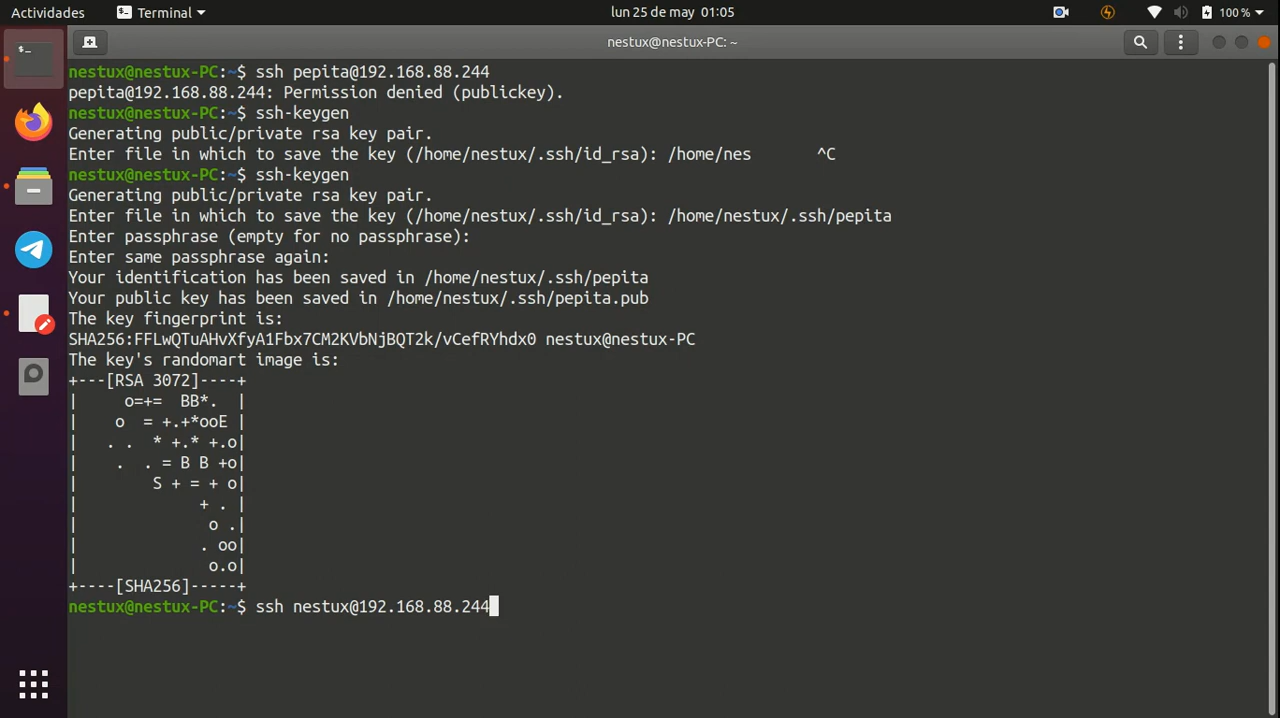 Actividades
Terminal
lun 25 de may 01:05
100 %
nestux@nestux-PC: ~
nestux@nestux-PC:~$ ssh pepita@192.168.88.244
pepita@192.168.88.244: Permission denied (publickey).
nestux@nestux-PC:~$ ssh-keygen
Generating public/private rsa key pair.
Enter file in which to save the key (/home/nestux/.ssh/id_rsa): /home/nes       ^C
nestux@nestux-PC:~$ ssh-keygen
Generating public/private rsa key pair.
Enter file in which to save the key (/home/nestux/.ssh/id_rsa): /home/nestux/.ssh/pepita
Enter passphrase (empty for no passphrase):
Enter same passphrase again:
Your identification has been saved in /home/nestux/.ssh/pepita
Your public key has been saved in /home/nestux/.ssh/pepita.pub
The key fingerprint is:
SHA256:FFLwQTuAHvXfyA1Fbx7CM2KVbNjBQT2k/vCefRYhdx0 nestux@nestux-PC
The key's randomart image is:
+---[RSA 3072]----+
|     o=+=  BB*.  |
|    o  = +.+*ooE |
|   . .  * +.* +.o|
|    .  . = B B +o|
|        S + = + o|
|             + . |
|              o .|
|             . oo|
|              o.o|
+----[SHA256]-----+
nestux@nestux-PC:~$ ssh nestux@192.168.88.244